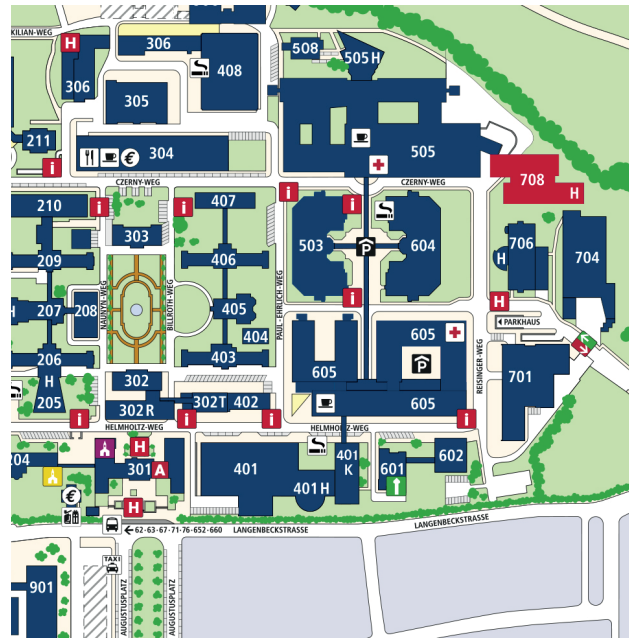 KILIAN-WEG
H
306
306
408
508
505 H
305
211
304
€
505
i
CZERNY-WEG
CZERNY-WEG
708
H
210
i
407
i
i
i
303
503
604
706
704
209
406
P
H
NAUNYN-WEG
BILLROTH-WEG
PAUL-EHRLICH-WEG
207
208
405
i
H
H
404
605
PARKHAUS
206
403
605
P
REISINGER-WEG
701
H
205
302
302 R
302T
402
605
i
i
i
i
HELMHOLTZ-WEG
HELMHOLTZ-WEG
204
H
301
A
401
401
K
601
602
401 H
€
H
62·63·67·71·76·652·660
LANGENBECKSTRASSE
LANGENBECKSTRASSE
TAXI
901
AUGUSTUSPLATZ
AUGUSTUSPLATZ